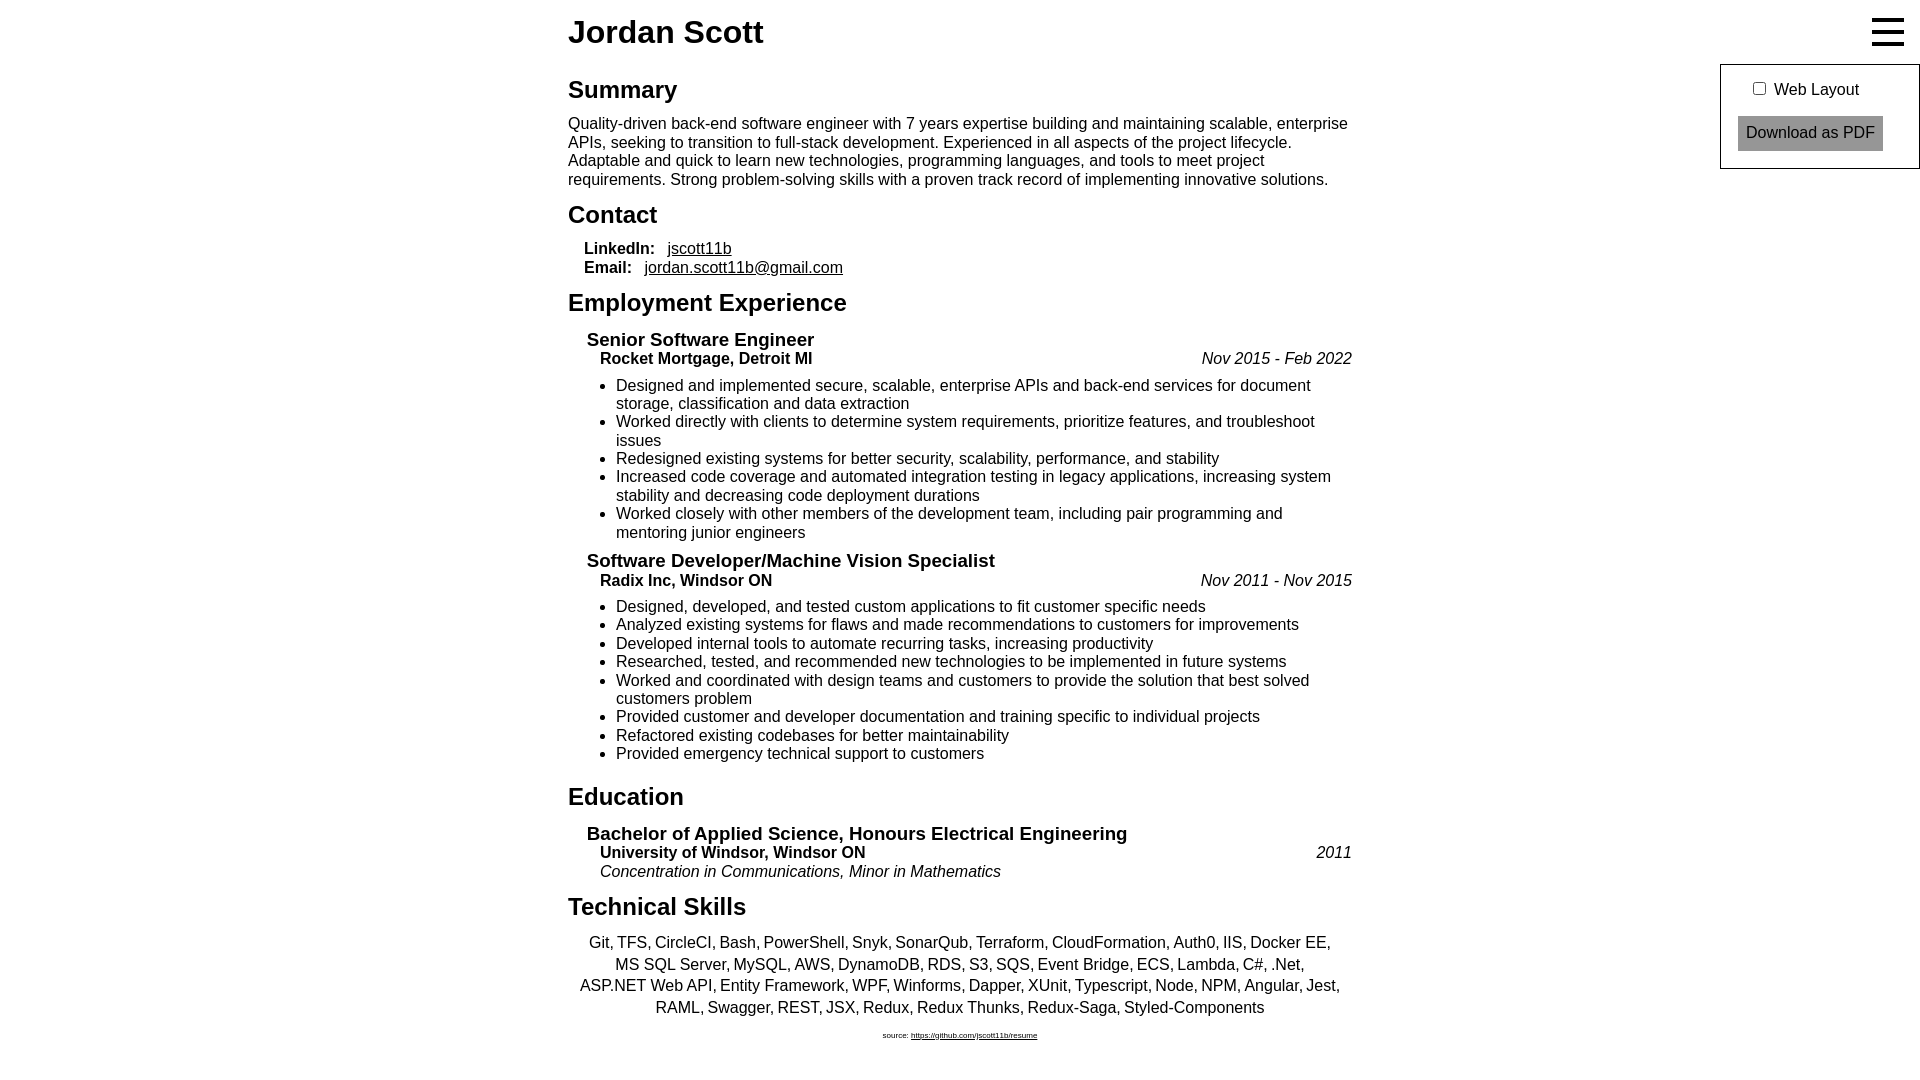 Jordan Scott
Web Layout
Download as PDF
Summary
Quality-driven back-end software engineer with 7 years expertise building and maintaining scalable, enterprise
APIs, seeking to transition to full-stack development. Experienced in all aspects of the project lifecycle.
Adaptable and quick to learn new technologies, programming languages, and tools to meet project
requirements. Strong problem-solving skills with a proven track record of implementing innovative solutions.
Contact
LinkedIn: jscott11b
Email: jordan.scott11b@gmail.com
Employment Experience
Senior Software Engineer
Rocket Mortgage, Detroit MI Nov 2015 - Feb 2022
• Designed and implemented secure, scalable, enterprise APIs and back-end services for document
storage, classification and data extraction
• Worked directly with clients to determine system requirements, prioritize features, and troubleshoot
issues
• Redesigned existing systems for better security, scalability, performance, and stability
• Increased code coverage and automated integration testing in legacy applications, increasing system
stability and decreasing code deployment durations
• Worked closely with other members of the development team, including pair programming and
mentoring junior engineers
Software Developer/Machine Vision Specialist
Radix Inc, Windsor ON Nov 2011 - Nov 2015
• Designed, developed, and tested custom applications to fit customer specific needs
• Analyzed existing systems for flaws and made recommendations to customers for improvements
• Developed internal tools to automate recurring tasks, increasing productivity
• Researched, tested, and recommended new technologies to be implemented in future systems
• Worked and coordinated with design teams and customers to provide the solution that best solved
customers problem
• Provided customer and developer documentation and training specific to individual projects
• Refactored existing codebases for better maintainability
• Provided emergency technical support to customers
Education
Bachelor of Applied Science, Honours Electrical Engineering
University of Windsor, Windsor ON 2011
Concentration in Communications, Minor in Mathematics
Technical Skills
Git, TFS, CircleCI, Bash, PowerShell, Snyk, SonarQub, Terraform, CloudFormation, Auth0, IIS, Docker EE,
MS SQL Server, MySQL, AWS, DynamoDB, RDS, S3, SQS, Event Bridge, ECS, Lambda, C#, .Net,
ASP.NET Web API, Entity Framework, WPF, Winforms, Dapper, XUnit, Typescript, Node, NPM, Angular, Jest,
RAML, Swagger, REST, JSX, Redux, Redux Thunks, Redux-Saga, Styled-Components
source: https://github.com/jscott11b/resume